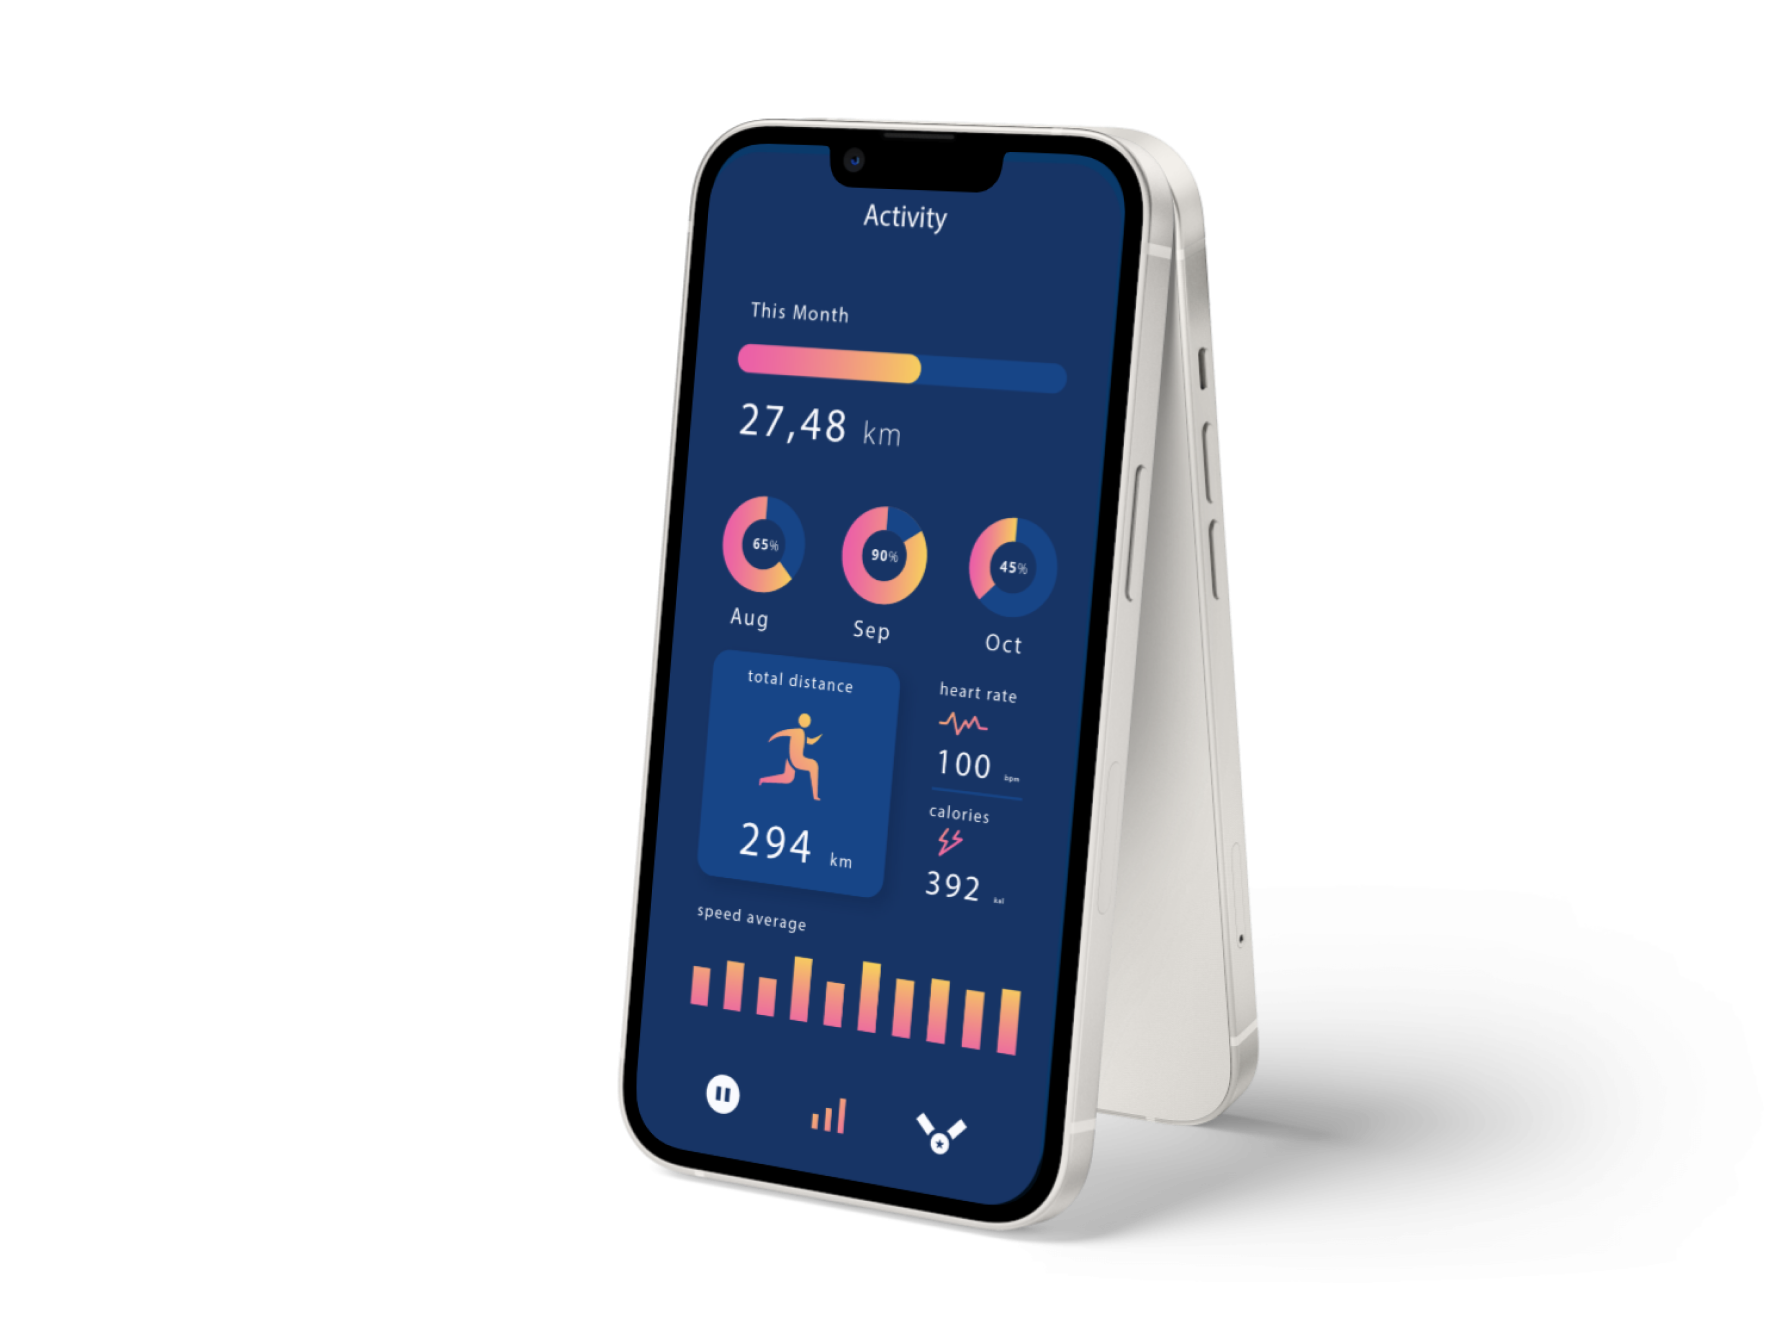 Activity
This Month
27,48 km
65% 90% 45%
Aug Sep Oct
total distance
294 km
heart rate
100 bpm
calories
392 kal
speed average